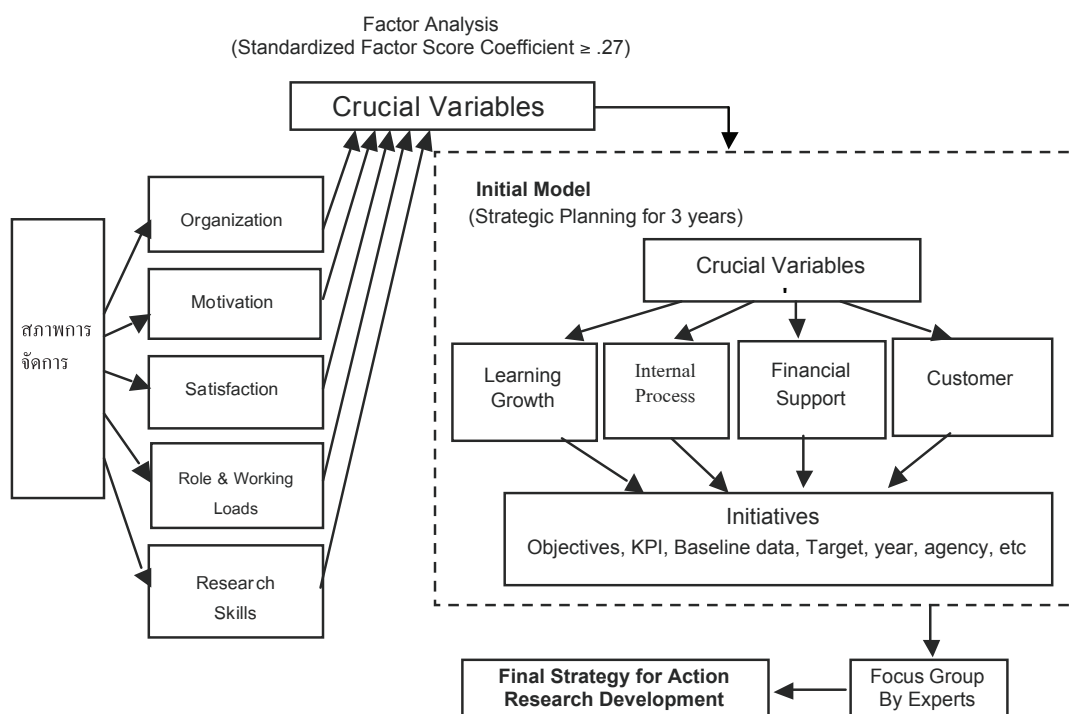 Factor Analysis
(Standardized Factor Score Coefficient ≥ .27)
Crucial Variables
สภาพการ
จัดการ
Organization
Motivation
Satisfaction
Role & Working
Loads
Research
Skills
Initial Model
(Strategic Planning for 3 years)
Crucial Variables
Learning
Growth
Internal
Process
Financial
Support
Customer
Initiatives
Objectives, KPI, Baseline data, Target, year, agency, etc
Focus Group
By Experts
Final Strategy for Action
Research Development